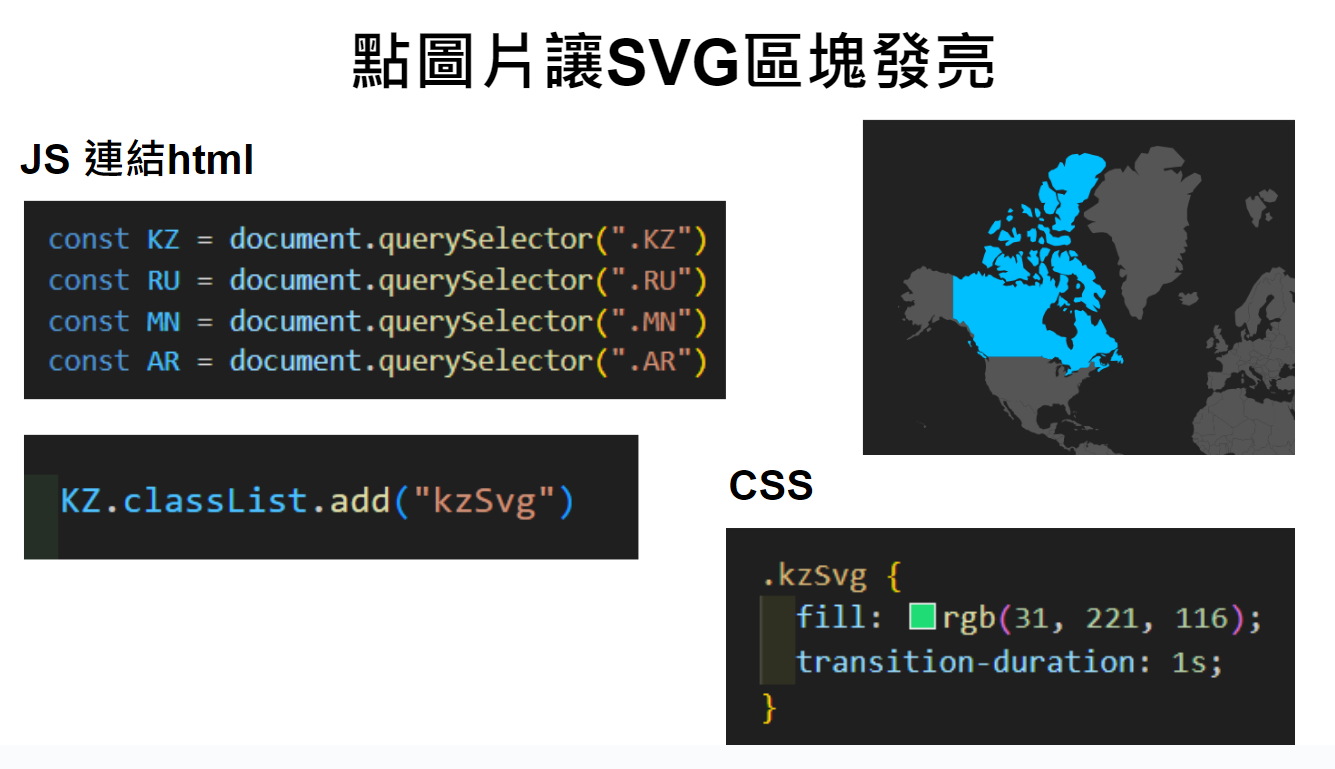 點圖片讓SVG區塊發亮
JS 連結html
const KZ = document.querySelector(".KZ")
const RU = document.querySelector(".RU")
const MN = document.querySelector(".MN")
const AR = document.querySelector(".AR")
KZ.classList.add("kzSvg")
CSS
.kzSvg {
fill: rgb(31, 221, 116);
transition-duration: 1s;
}